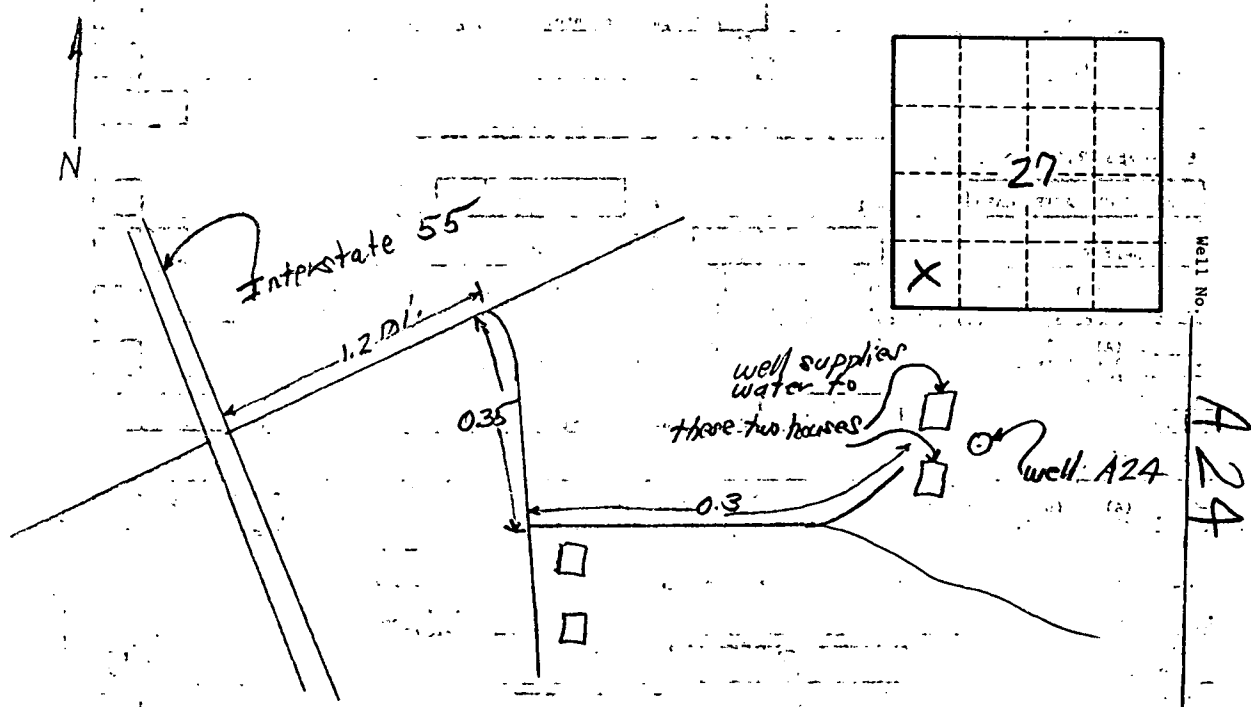 N
27
Well No.
A24
Interstate 55
1.2 mi.
0.35
well supplies
water to
these two houses
well A24
0.3